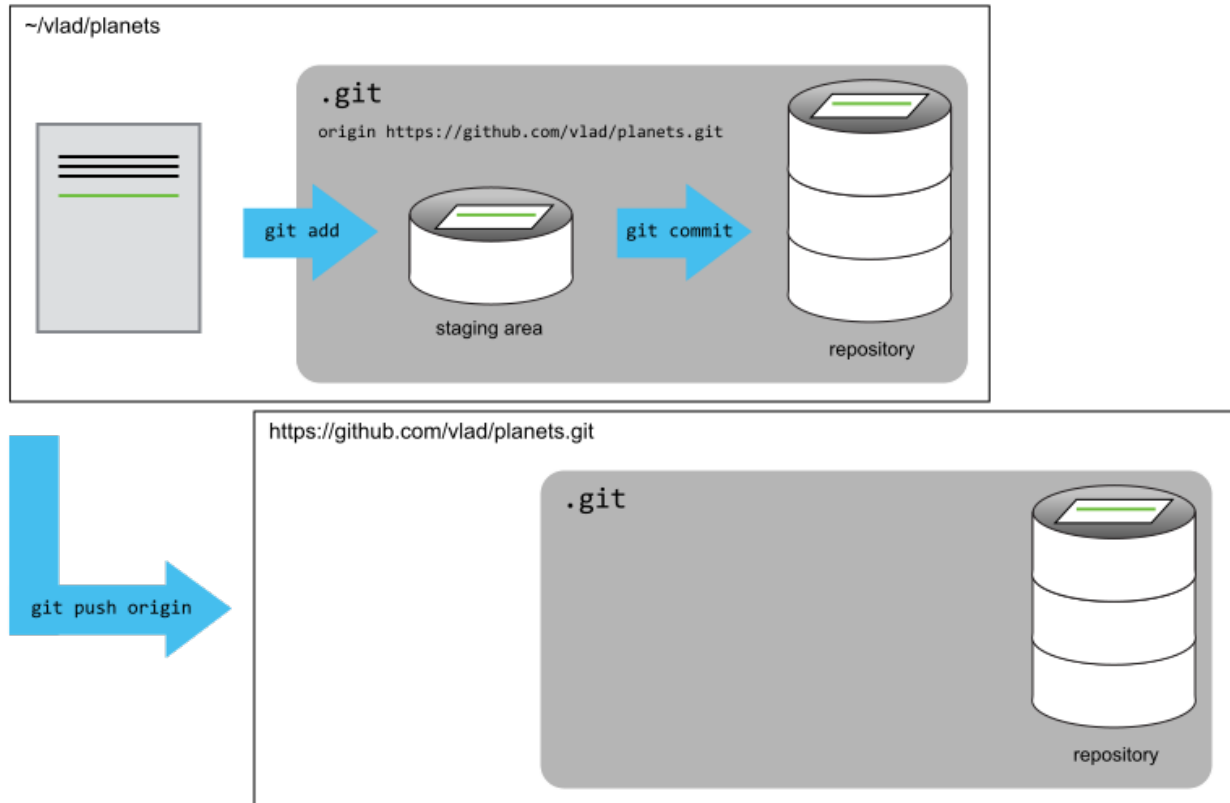 ~/vlad/planets
.git
origin https://github.com/vlad/planets.git
git add
git commit
staging area
repository
https://github.com/vlad/planets.git
.git
git push origin
repository